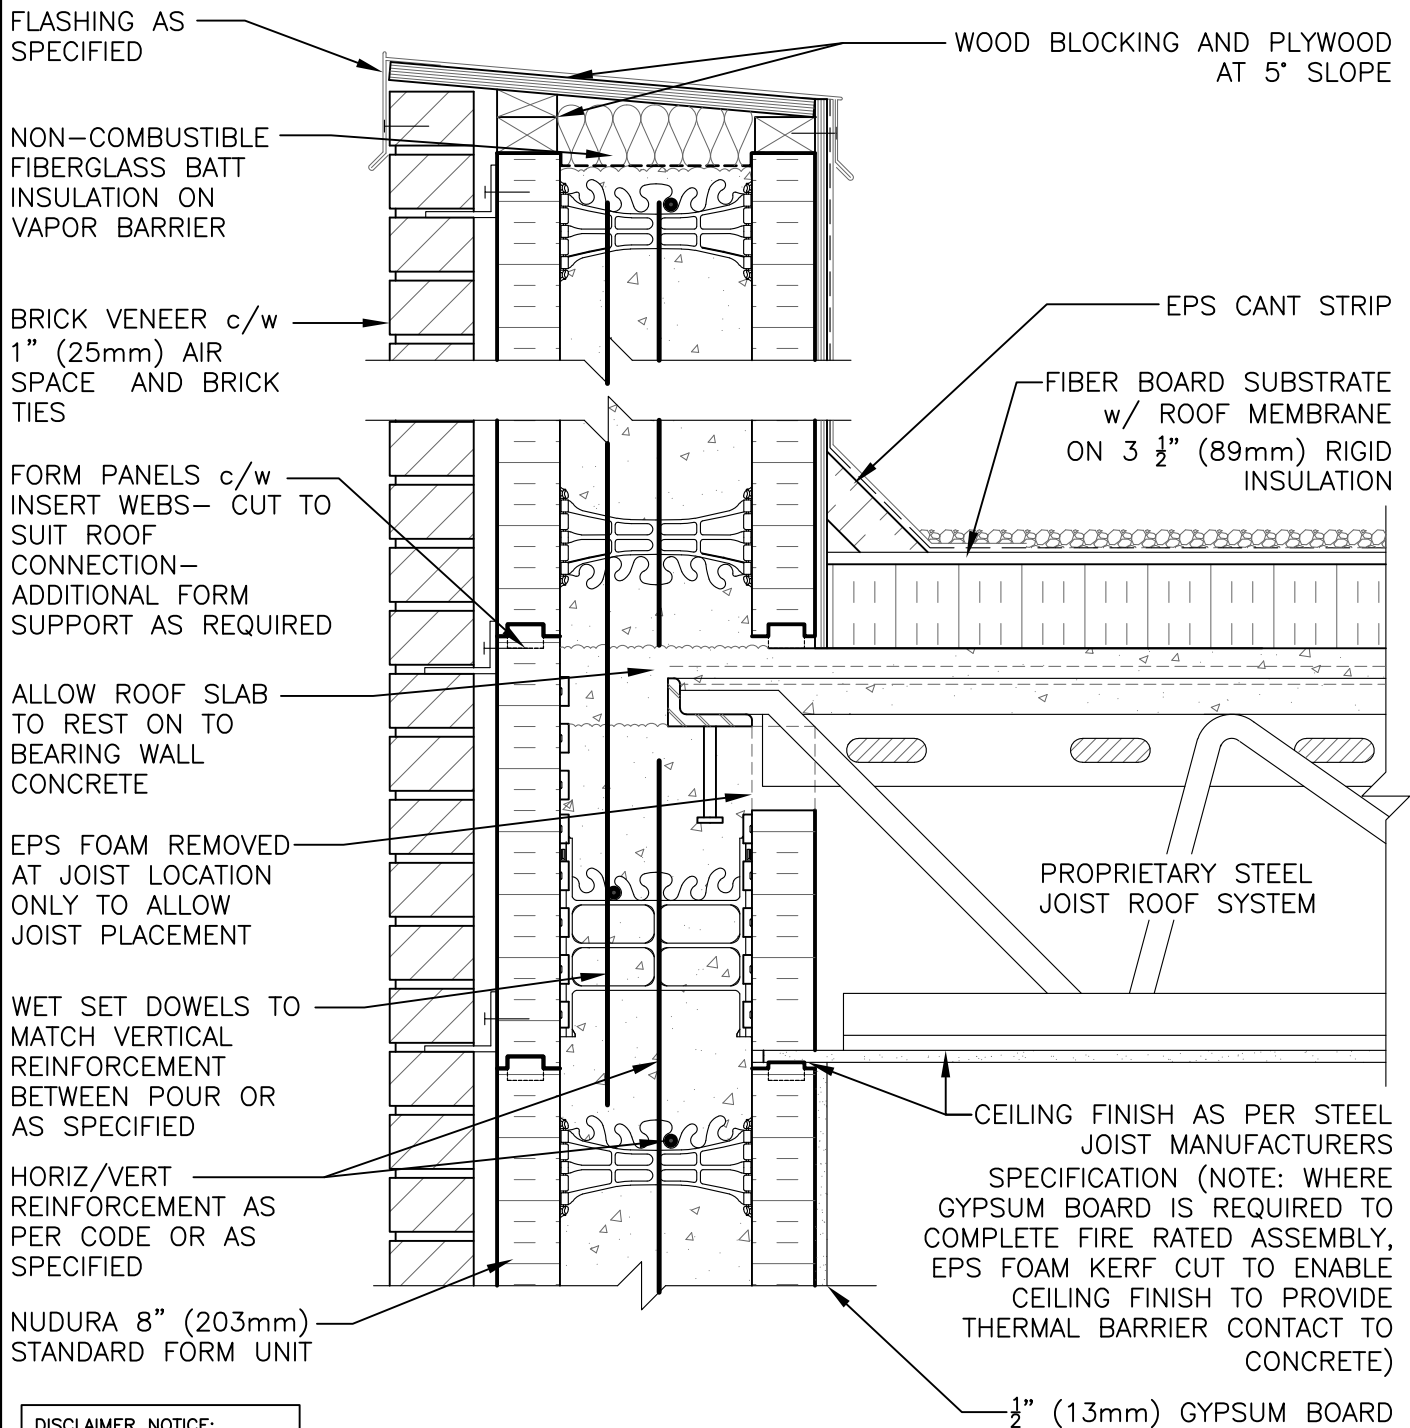 FLASHING AS
SPECIFIED
WOOD BLOCKING AND PLYWOOD
AT 5° SLOPE
NON-COMBUSTIBLE
FIBERGLASS BATT
INSULATION ON
VAPOR BARRIER
BRICK VENEER c/w
1" (25mm) AIR
SPACE AND BRICK
TIES
EPS CANT STRIP
FIBER BOARD SUBSTRATE
w/ ROOF MEMBRANE
ON 3 ½" (89mm) RIGID
INSULATION
FORM PANELS c/w
INSERT WEBS- CUT TO
SUIT ROOF
CONNECTION-
ADDITIONAL FORM
SUPPORT AS REQUIRED
ALLOW ROOF SLAB
TO REST ON TO
BEARING WALL
CONCRETE
EPS FOAM REMOVED
AT JOIST LOCATION
ONLY TO ALLOW
JOIST PLACEMENT
PROPRIETARY STEEL
JOIST ROOF SYSTEM
WET SET DOWELS TO
MATCH VERTICAL
REINFORCEMENT
BETWEEN POUR OR
AS SPECIFIED
HORIZ/VERT
REINFORCEMENT AS
PER CODE OR AS
SPECIFIED
NUDURA 8" (203mm)
STANDARD FORM UNIT
CEILING FINISH AS PER STEEL
JOIST MANUFACTURERS
SPECIFICATION (NOTE: WHERE
GYPSUM BOARD IS REQUIRED TO
COMPLETE FIRE RATED ASSEMBLY,
EPS FOAM KERF CUT TO ENABLE
CEILING FINISH TO PROVIDE
THERMAL BARRIER CONTACT TO
CONCRETE)
½" (13mm) GYPSUM BOARD
DISCLAIMER NOTICE: